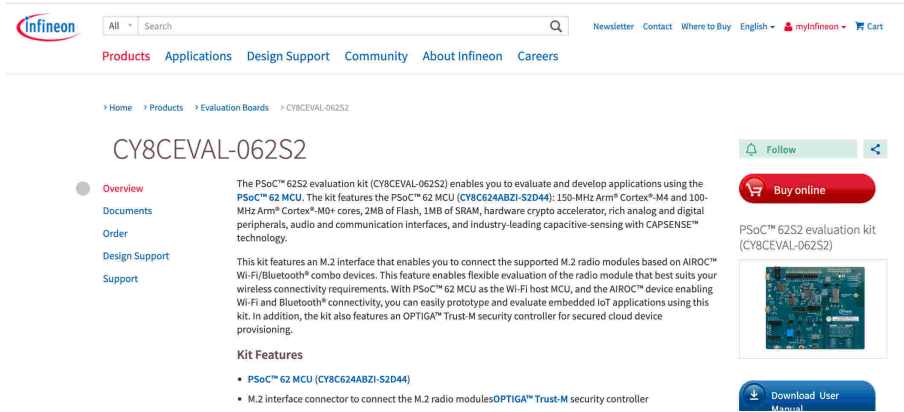 infineon
All Search
Newsletter Contact Where to Buy English myInfineon Cart
Products Applications Design Support Community About Infineon Careers
> Home > Products > Evaluation Boards > CY8CEVAL-062S2
CY8CEVAL-062S2
Follow
Overview
Documents
Order
Design Support
Support
The PSoC™ 62S2 evaluation kit (CY8CEVAL-062S2) enables you to evaluate and develop applications using the
PSoC™ 62 MCU. The kit features the PSoC™ 62 MCU (CY8C624ABZI-S2D44): 150-MHz Arm® Cortex®-M4 and 100-
MHz Arm® Cortex®-M0+ cores, 2MB of Flash, 1MB of SRAM, hardware crypto accelerator, rich analog and digital
peripherals, audio and communication interfaces, and industry-leading capacitive-sensing with CAPSENSE™
technology.
This kit features an M.2 interface that enables you to connect the supported M.2 radio modules based on AIROC™
Wi-Fi/Bluetooth® combo devices. This feature enables flexible evaluation of the radio module that best suits your
wireless connectivity requirements. With PSoC™ 62 MCU as the Wi-Fi host MCU, and the AIROC™ device enabling
Wi-Fi and Bluetooth® connectivity, you can easily prototype and evaluate embedded IoT applications using this
kit. In addition, the kit also features an OPTIGA™ Trust-M security controller for secured cloud device
provisioning.
Kit Features
• PSoC™ 62 MCU (CY8C624ABZI-S2D44)
• M.2 interface connector to connect the M.2 radio modulesOPTIGA™ Trust-M security controller
Buy online
PSoC™ 62S2 evaluation kit
(CY8CEVAL-062S2)
Download User
Manual